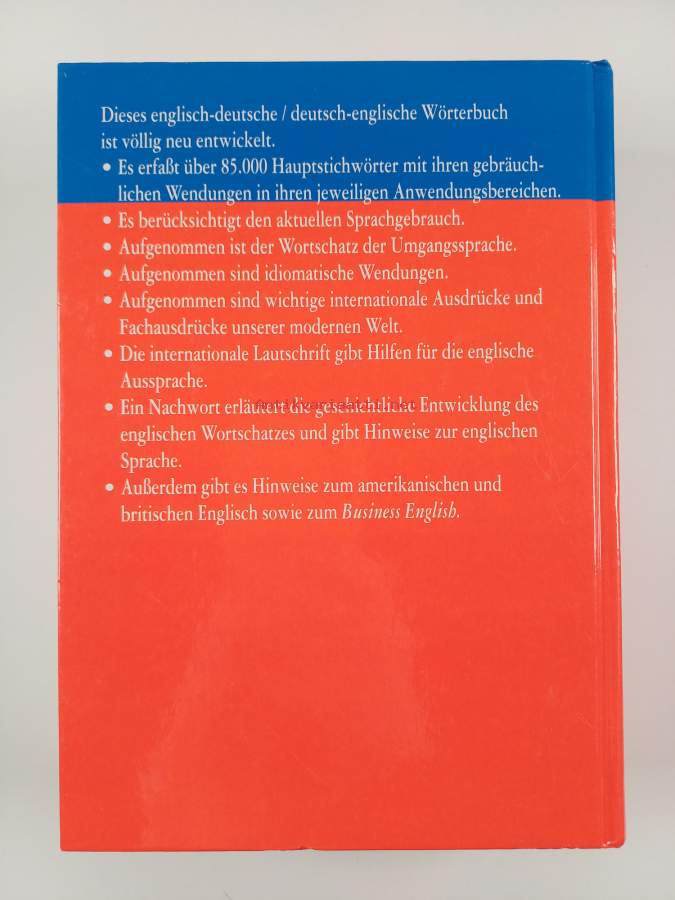 Dieses englisch-deutsche / deutsch-englische Wörterbuch
ist völlig neu entwickelt.
• Es erfaßt über 85.000 Hauptstichwörter mit ihren gebräuch-
lichen Wendungen in ihren jeweiligen Anwendungsbereichen.
• Es berücksichtigt den aktuellen Sprachgebrauch.
• Aufgenommen ist der Wortschatz der Umgangssprache.
• Aufgenommen sind idiomatische Wendungen.
• Aufgenommen sind wichtige internationale Ausdrücke und
Fachausdrücke unserer modernen Welt.
• Die internationale Lautschrift gibt Hilfen für die englische
Aussprache.
• Ein Nachwort erläutert die geschichtliche Entwicklung des
englischen Wortschatzes und gibt Hinweise zur englischen
Sprache.
• Außerdem gibt es Hinweise zum amerikanischen und
britischen Englisch sowie zum Business English.